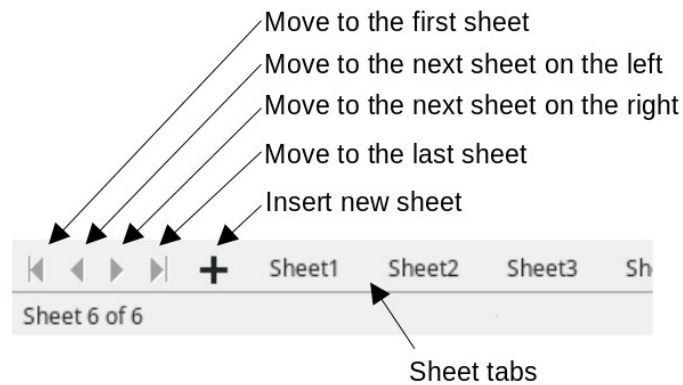 Move to the first sheet
Move to the next sheet on the left
Move to the next sheet on the right
Move to the last sheet
Insert new sheet
Sheet1 Sheet2 Sheet3 Sh
Sheet 6 of 6
Sheet tabs